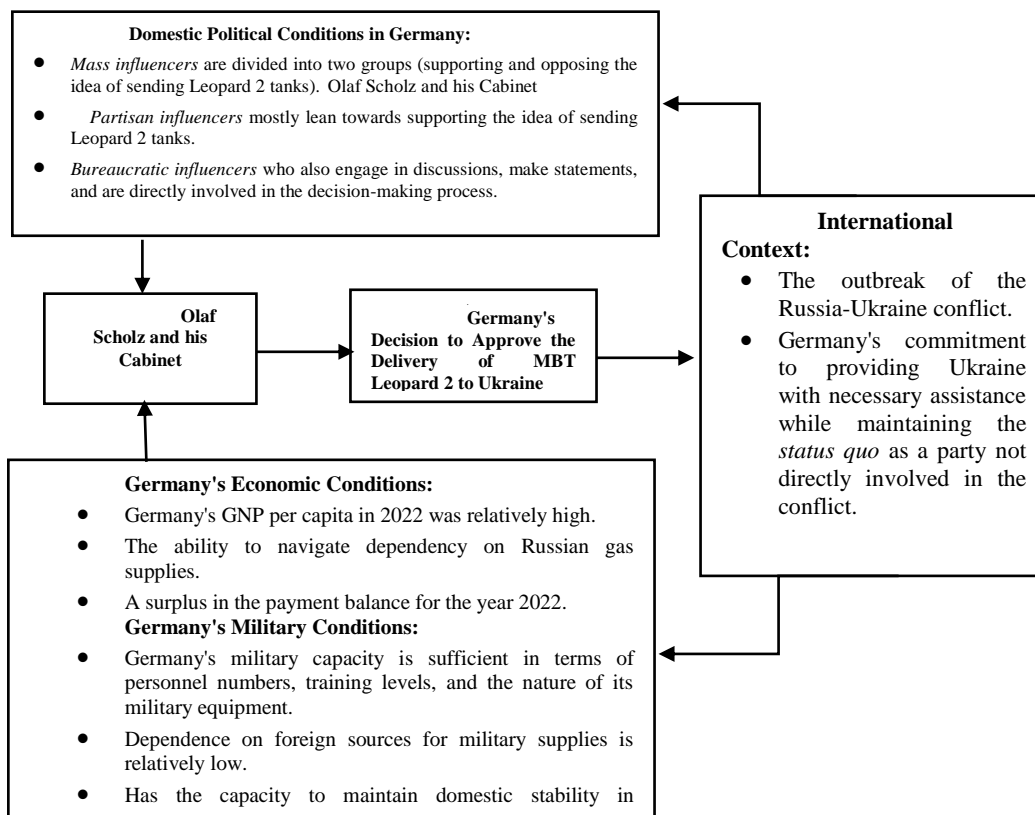 Domestic Political Conditions in Germany:
● Mass influencers are divided into two groups (supporting and opposing the
idea of sending Leopard 2 tanks). Olaf Scholz and his Cabinet
● Partisan influencers mostly lean towards supporting the idea of sending
Leopard 2 tanks.
● Bureaucratic influencers who also engage in discussions, make statements,
and are directly involved in the decision-making process.
Olaf
Scholz and his
Cabinet
Germany's
Decision to Approve the
Delivery of MBT
Leopard 2 to Ukraine
International
Context:
● The outbreak of the
Russia-Ukraine conflict.
● Germany's commitment
to providing Ukraine
with necessary assistance
while maintaining the
status quo as a party not
directly involved in the
conflict.
Germany's Economic Conditions:
● Germany's GNP per capita in 2022 was relatively high.
● The ability to navigate dependency on Russian gas
supplies.
● A surplus in the payment balance for the year 2022.
Germany's Military Conditions:
● Germany's military capacity is sufficient in terms of
personnel numbers, training levels, and the nature of its
military equipment.
● Dependence on foreign sources for military supplies is
relatively low.
● Has the capacity to maintain domestic stability in